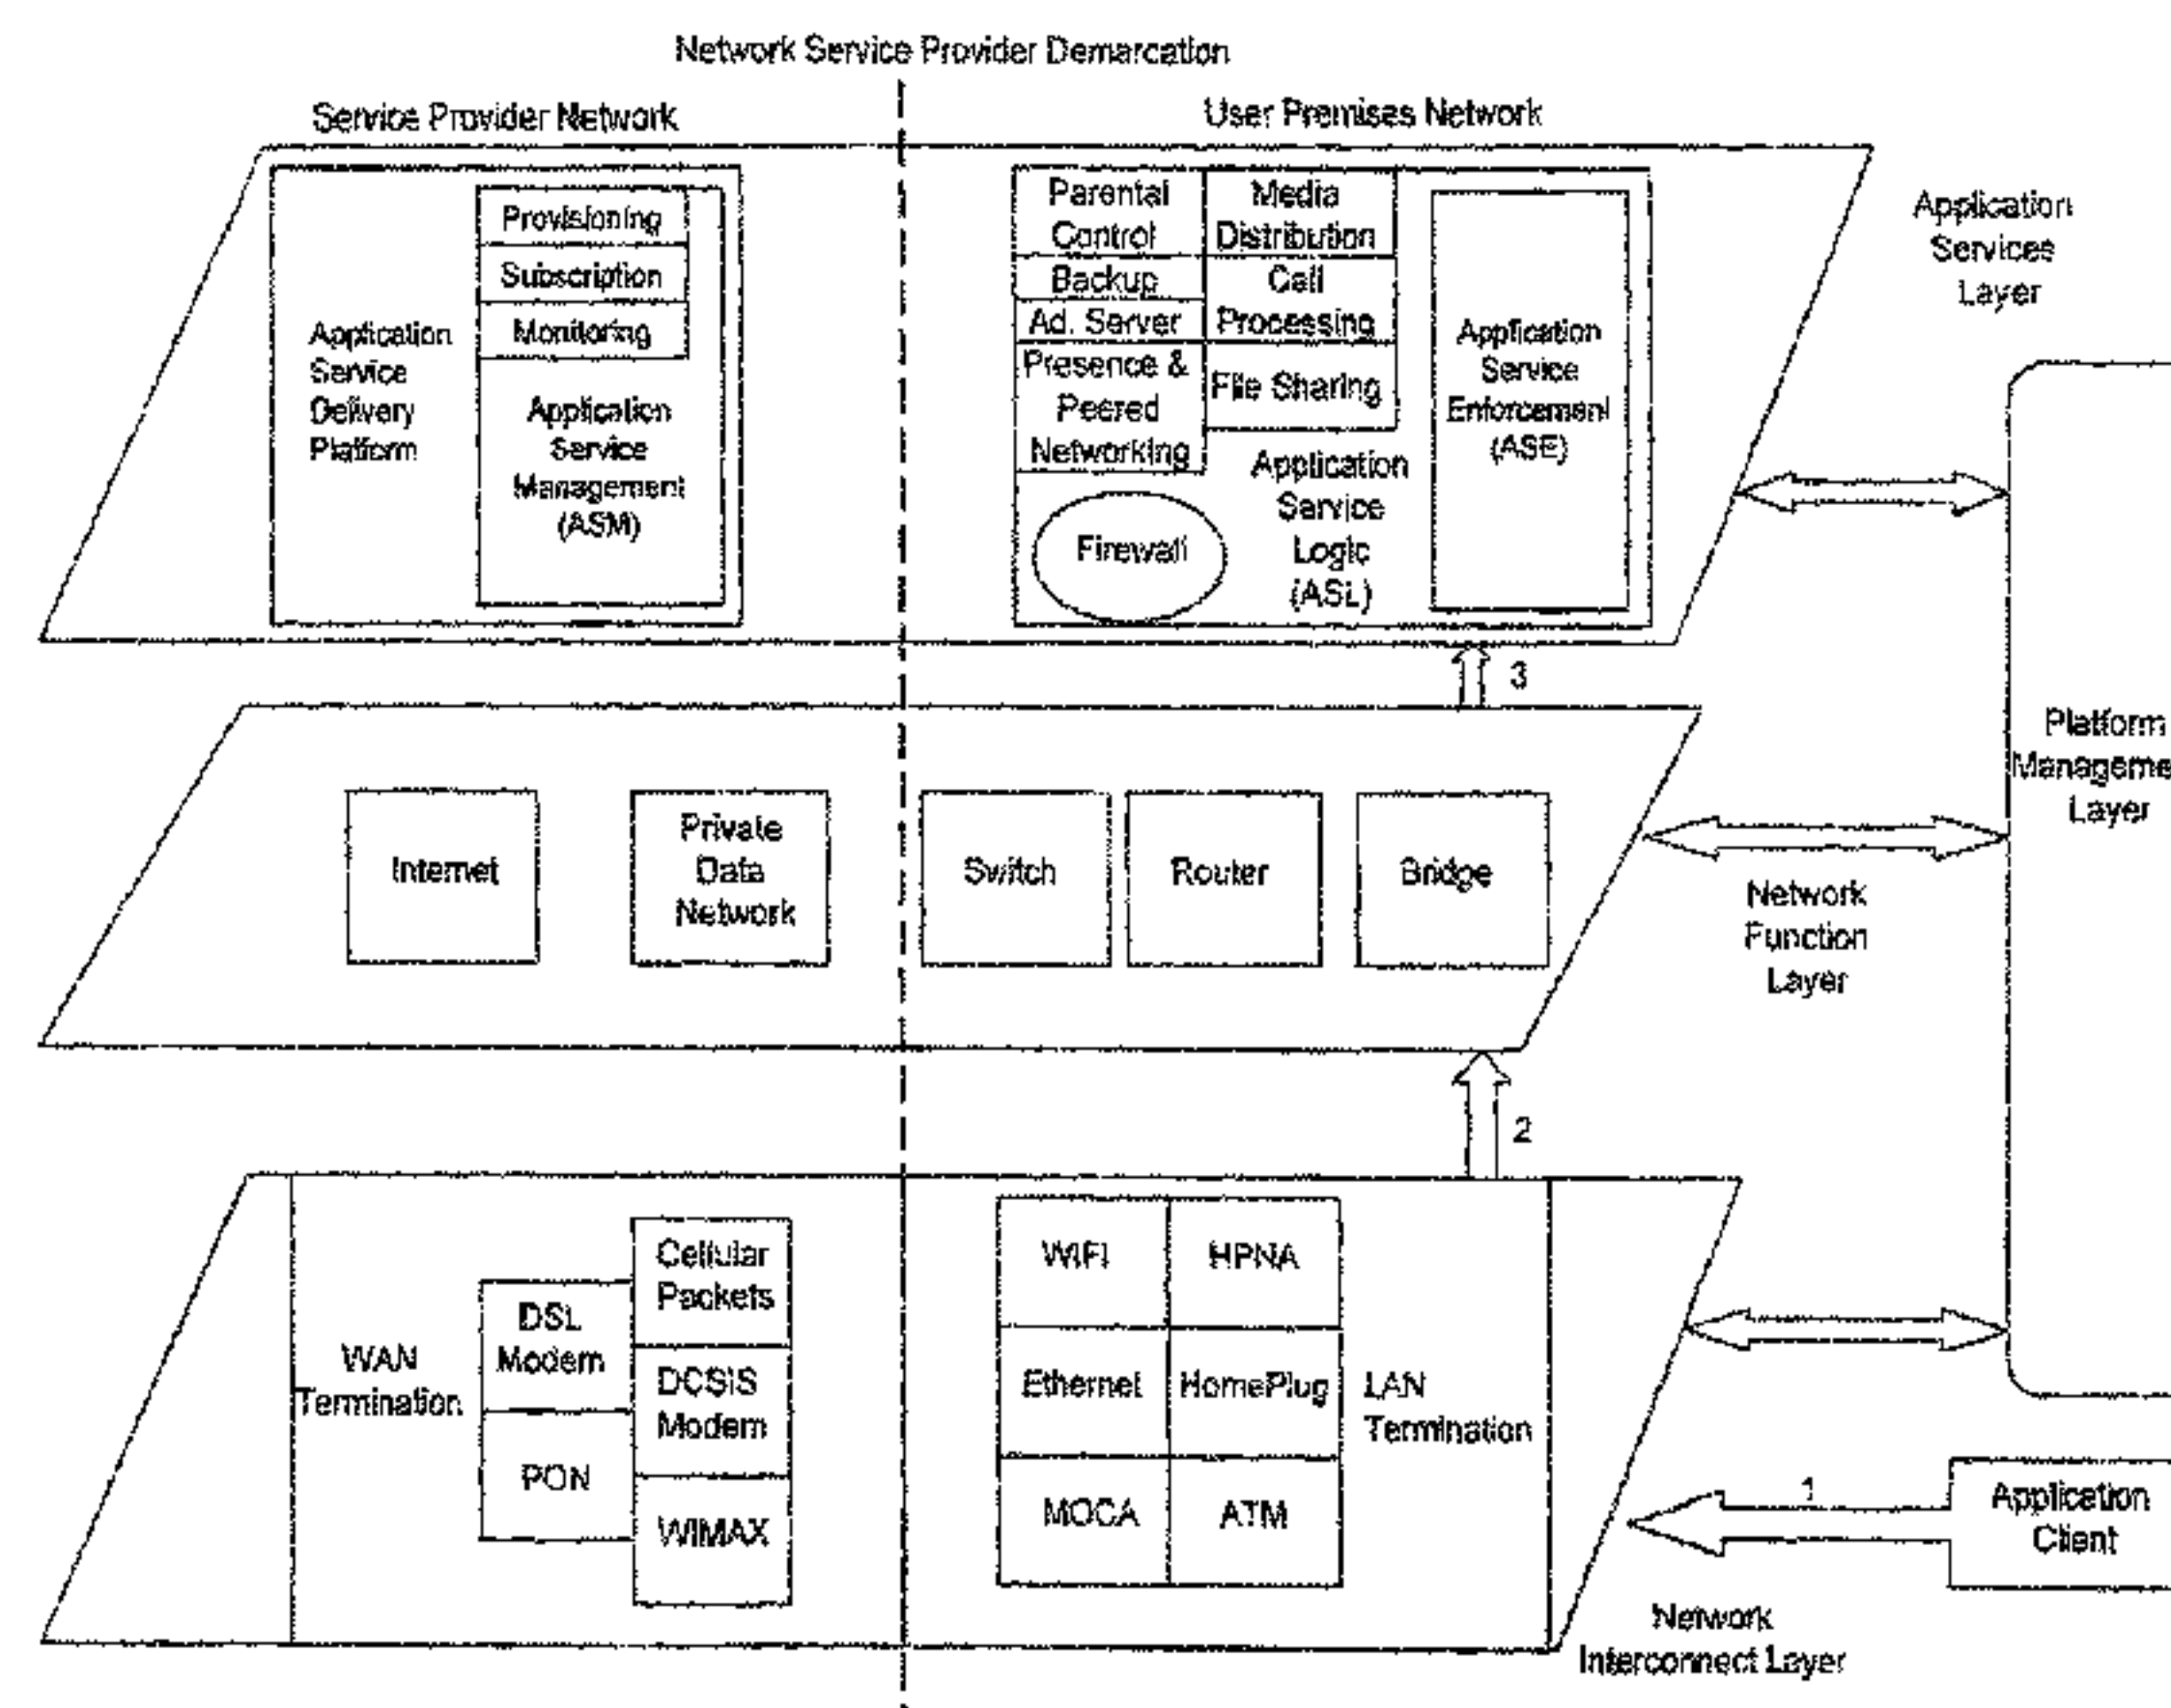 Network Service Provider Demarcation
Service Provider Network
User Premises Network
Provisioning
Subscription
Monitoring
Application
Service
Delivery
Platform
Application
Service
Management
(ASM)
Parental
Control
Backup
Ad. Server
Presence &
Peered
Networking
Media
Distribution
Call
Processing
File Sharing
Firewall
Application
Service
Logic
(ASL)
Application
Service
Enforcement
(ASE)
Application
Services
Layer
3
Internet
Private
Data
Network
Switch
Router
Bridge
Network
Function
Layer
Platform
Manageme
Layer
2
WAN
Termination
DSL
Modem
PON
Cellular
Packets
DCSIS
Modem
WIMAX
WIFI
HPNA
Ethernet
HomePlug
MOCA
ATM
LAN
Termination
1
Application
Client
Network
Interconnect Layer